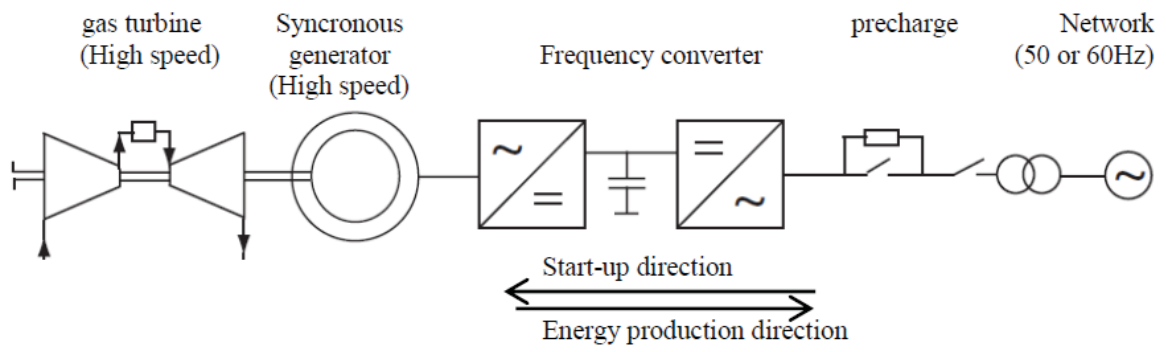 gas turbine
(High speed)
Syncronous
generator
(High speed)
Frequency converter
precharge
Network
(50 or 60Hz)
Start-up direction
Energy production direction